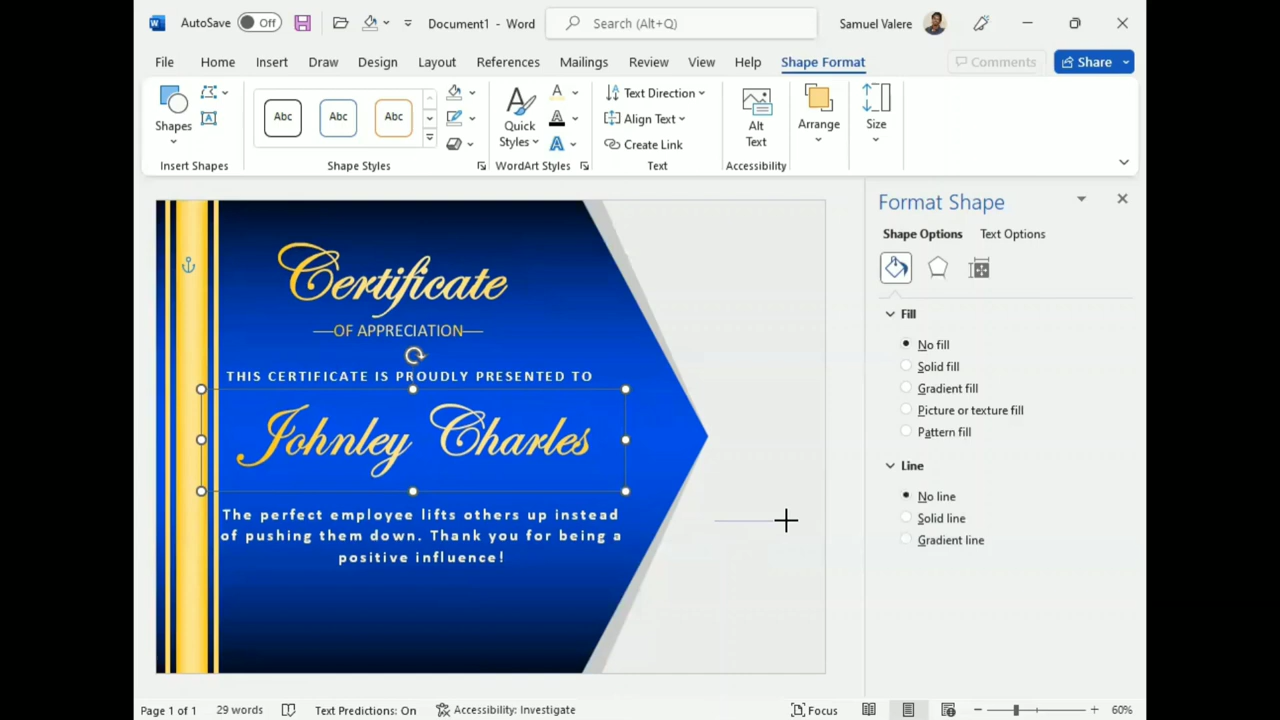 AutoSave Off Document1 - Word Search (Alt+Q) Samuel Valere
File Home Insert Draw Design Layout References Mailings Review View Help Shape Format Comments Share
Shapes
Abc Abc Abc
Quick Styles
A
A
A
Text Direction
Align Text
Create Link
Alt Text
Arrange
Size
Insert Shapes Shape Styles WordArt Styles Text Accessibility
Certificate
OF APPRECIATION
THIS CERTIFICATE IS PROUDLY PRESENTED TO
Johnley Charles
The perfect employee lifts others up instead
of pushing them down. Thank you for being a
positive influence!
Format Shape
Shape Options Text Options
Fill
No fill
Solid fill
Gradient fill
Picture or texture fill
Pattern fill
Line
No line
Solid line
Gradient line
Page 1 of 1 29 words Text Predictions: On Accessibility: Investigate Focus 60%